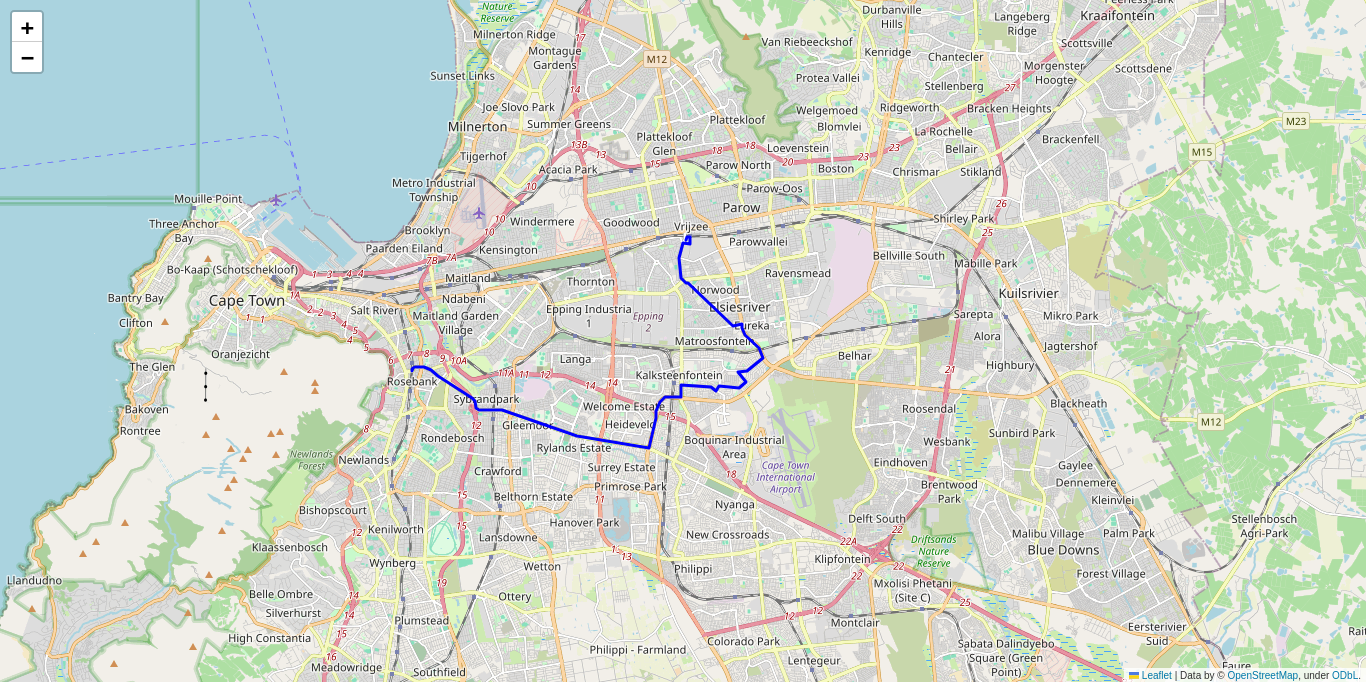 +
−
Nature
Reserve
Milnerton Ridge
Montague
Gardens
M12
Sunset Links
Joe Slovo Park
Milnerton
Summer Greens
Tijgerhof
Metro Industrial
Township
Acacia Park
Plattekloof
Glen
Plattekloof
Parow North
Van Riebeeckshof
Durbanville
Hills
Kenridge
Protea Vallei
Welgemoed
Blomvlei
Loevenstein
Boston
Parow-Oos
Langeberg
Ridge
Kraaifontein
Scottsville
Chantecler
Morgenster
Hoogte
Scottsdene
Stellenberg
Ridgeworth
Bracken Heights
La Rochelle
Bellair
Brackenfell
Chrismar
Stikland
M23
M15
Mouille Point
Three Anchor
Bay
Bo-Kaap (Schotschekloof)
Bantry Bay
Cape Town
Clifton
The Glen
Oranjezicht
Bakoven
Rontree
Paarden Eiland
Brooklyn
Windermere
Kensington
Maitland
Ndabeni
Salt River
Maitland Garden
Village
Goodwood
Vrijzee
Parow
Parowvallei
Thornton
Epping Industria
1
Epping
2
Norwood
Elsiesriver
Eureka
Ravensmead
Matroosfontein
Bellville South
Shirley Park
Mabille Park
Kuilsrivier
Sarepta
Mikro Park
Alora
Jagtershof
Belhar
Highbury
Langa
Kalksteenfontein
Rosebank
Sybrandpark
Welcome Estate
Gleemoor
Heideveld
Rondebosch
Rylands Estate
Boquinar Industrial
Area
Newlands
Forest
Newlands
Crawford
Surrey Estate
Primrose Park
Cape Town
International
Airport
Roosendal
Blackheath
M12
Wesbank
Sunbird Park
Eindhoven
Gaylee
Dennemere
Brentwood
Park
Kleinvlei
Bishopscourt
Belthorn Estate
Hanover Park
Nyanga
Delft South
Kenilworth
Lansdowne
New Crossroads
Klaassenbosch
Wynberg
Wetton
Philippi
Klipfontein
Driftsands
Nature
Reserve
Malibu Village
Palm Park
Blue Downs
Stellenbosch
Agri-Park
Llandudno
Belle Ombre
Silverhurst
High Constantia
Meadowridge
Plumstead
Southfield
Ottery
Philippi - Farmland
Colorado Park
Lentegeur
Montclair
Mxolisi Phetani
(Site C)
Forest Village
Eersterivier
Suid
Sabata Dalindyebo
Square (Green
Point)
Faure
Leaflet | Data by © OpenStreetMap, under ODbL.